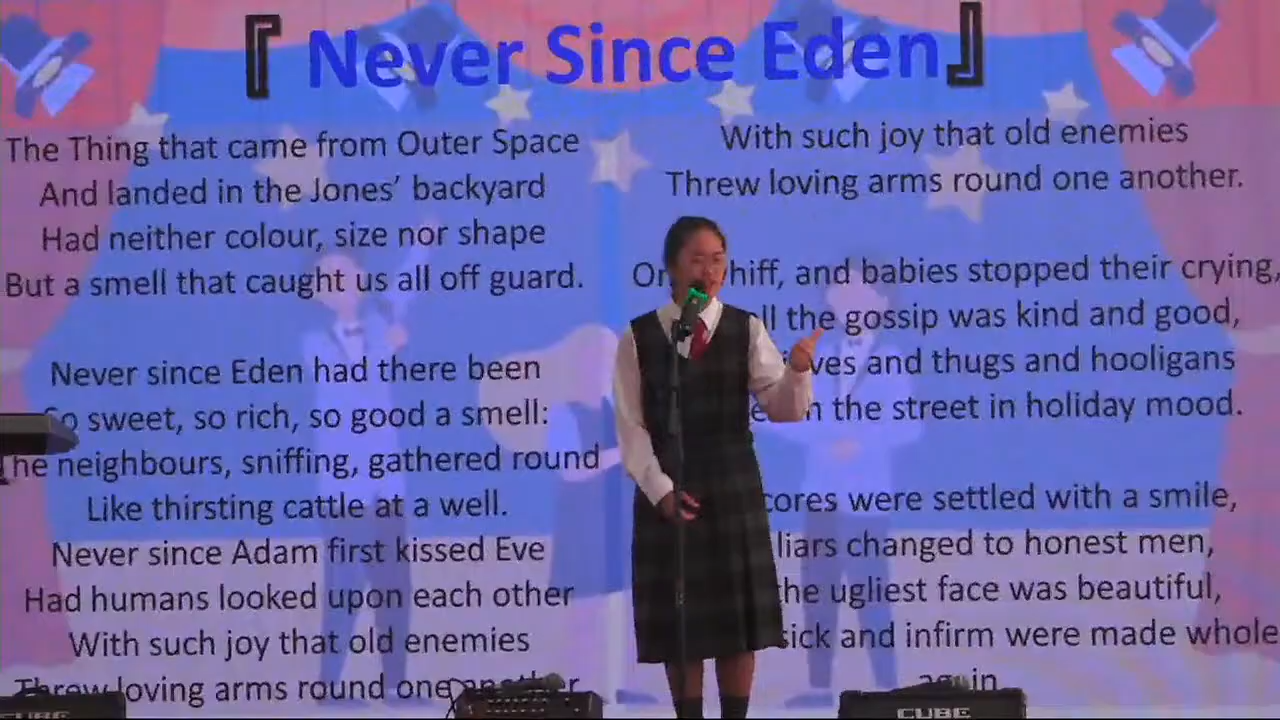 『Never Since Eden』
The Thing that came from Outer Space
And landed in the Jones’ backyard
Had neither colour, size nor shape
But a smell that caught us all off guard.
Never since Eden had there been
So sweet, so rich, so good a smell:
The neighbours, sniffing, gathered round
Like thirsting cattle at a well.
Never since Adam first kissed Eve
Had humans looked upon each other
With such joy that old enemies
Threw loving arms round one another
With such joy that old enemies
Threw loving arms round one another.
hiff, and babies stopped their crying,
ll the gossip was kind and good,
ves and thugs and hooligans
in the street in holiday mood.
cores were settled with a smile,
liars changed to honest men,
the ugliest face was beautiful,
sick and infirm were made whole
again
CUBE
CUBE